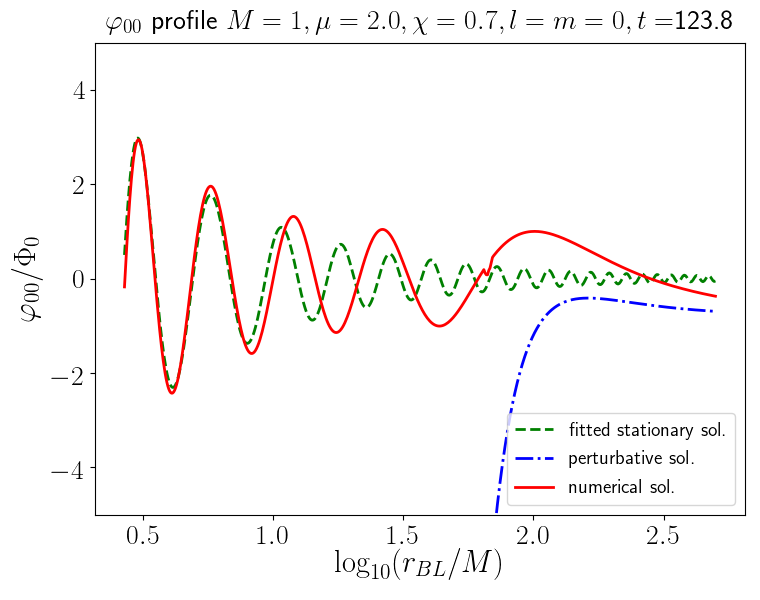 φ₀₀ profile M = 1, μ = 2.0, χ = 0.7, l = m = 0, t =123.8
φ₀₀/Φ₀
4
2
0
−2
−4
fitted stationary sol.
perturbative sol.
numerical sol.
0.5 1.0 1.5 2.0 2.5
log₁₀(r_BL/M)